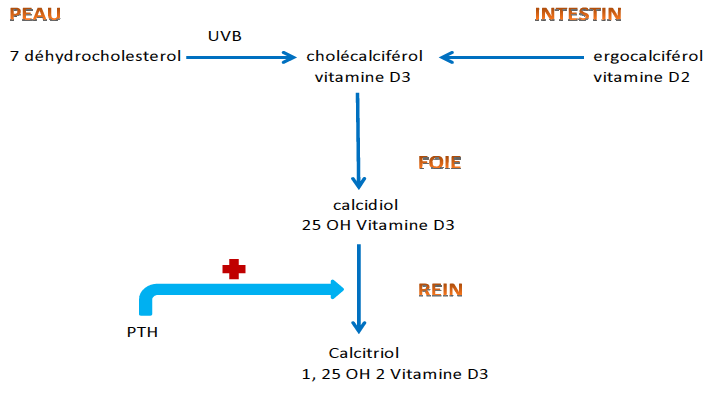 PEAU
INTESTIN
UVB
7 déhydrocholesterol
cholécalciférol
vitamine D3
ergocalciférol
vitamine D2
FOIE
calcidiol
25 OH Vitamine D3
REIN
PTH
Calcitriol
1, 25 OH 2 Vitamine D3